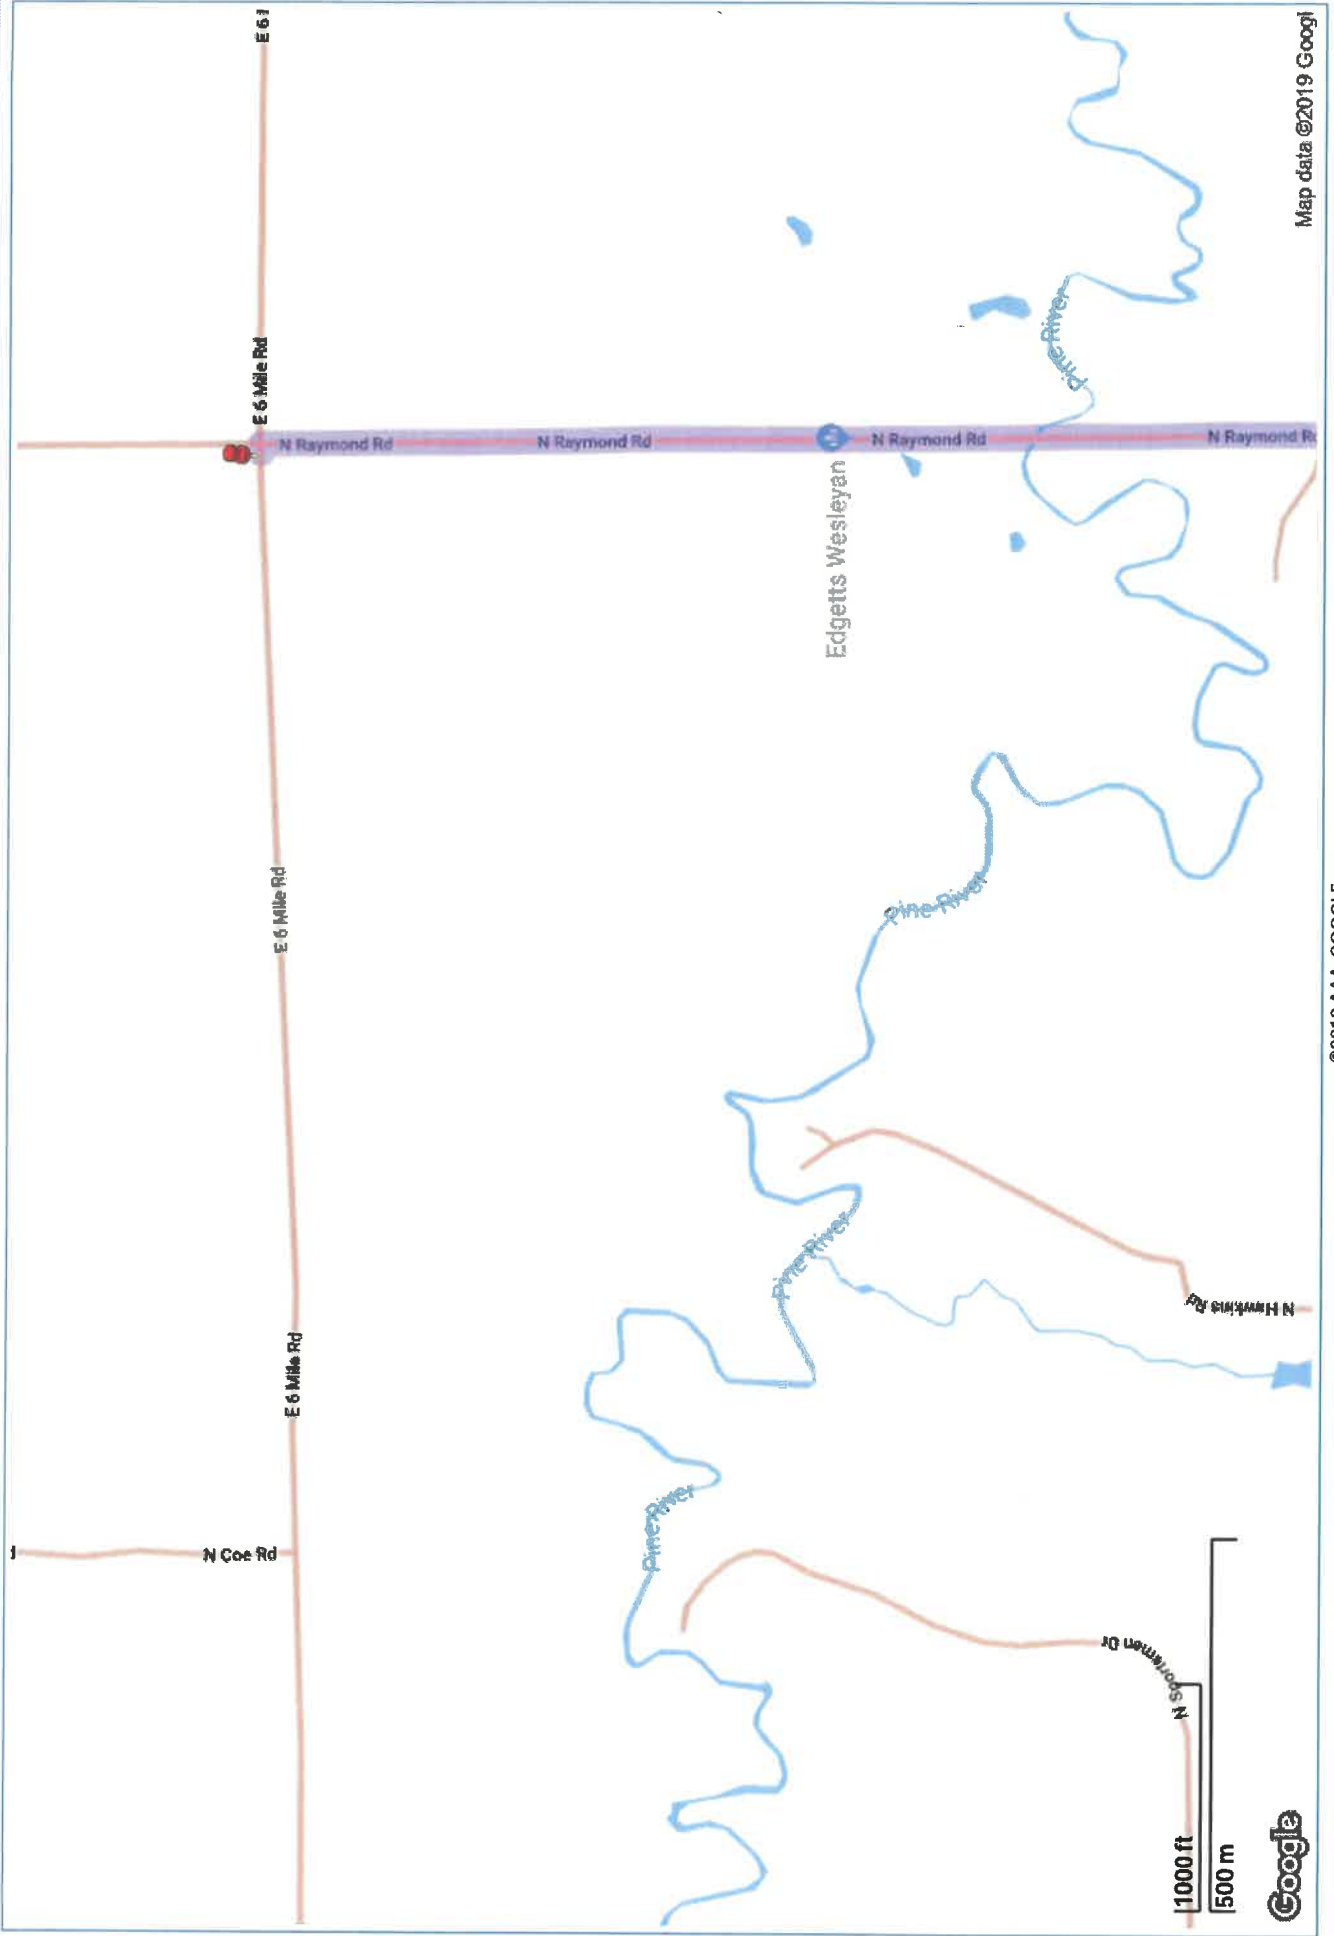 N Coe Rd
E 6 Mile Rd
E 6 Mile Rd
E 6 Mile Rd
E 6 I
N Raymond Rd
N Raymond Rd
N Raymond Rd
N Raymond R
Edgetts Wesleyan
Pine River
Pine River
Pine River
Pine River
N Sportsmen Dr
N Hawkins Rd
1000 ft
500 m
Google
Map data ©2019 Googl